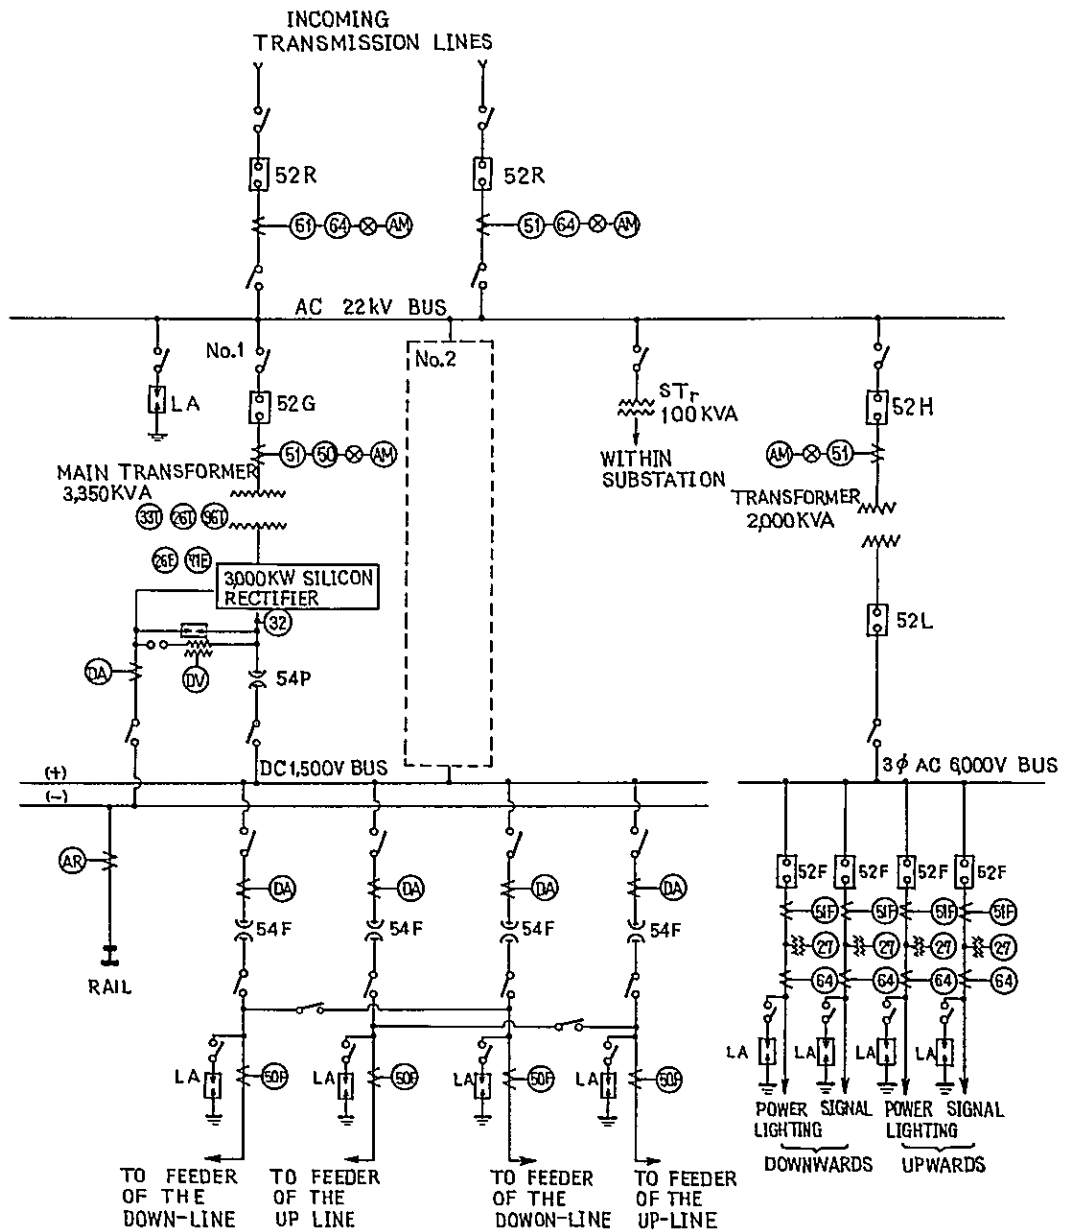 INCOMING
TRANSMISSION LINES
52R
52R
51 64 AM
51 64 AM
AC 22kV BUS
No.1
No.2
LA
52G
STr
100KVA
52H
51 50 AM
AM 51
MAIN TRANSFORMER
3,350KVA
WITHIN
SUBSTATION
TRANSFORMER
2,000KVA
33T 26T 96T
26E
3,000KW SILICON
RECTIFIER
52L
32
DA
DV
54P
(+)
DC1,500V BUS
3φ AC 6,000V BUS
(-)
AR
52F 52F 52F 52F
DA DA DA DA
51F 51F 51F 51F
54F 54F 54F 54F
27 27 27 27
RAIL
64 64 64 64
LA LA LA LA
LA LA LA LA
50F 50F 50F 50F
POWER SIGNAL POWER SIGNAL
LIGHTING LIGHTING
DOWNWARDS UPWARDS
TO FEEDER
OF THE
DOWN-LINE
TO FEEDER
OF THE
UP LINE
TO FEEDER
OF THE
DOWON-LINE
TO FEEDER
OF THE
UP-LINE